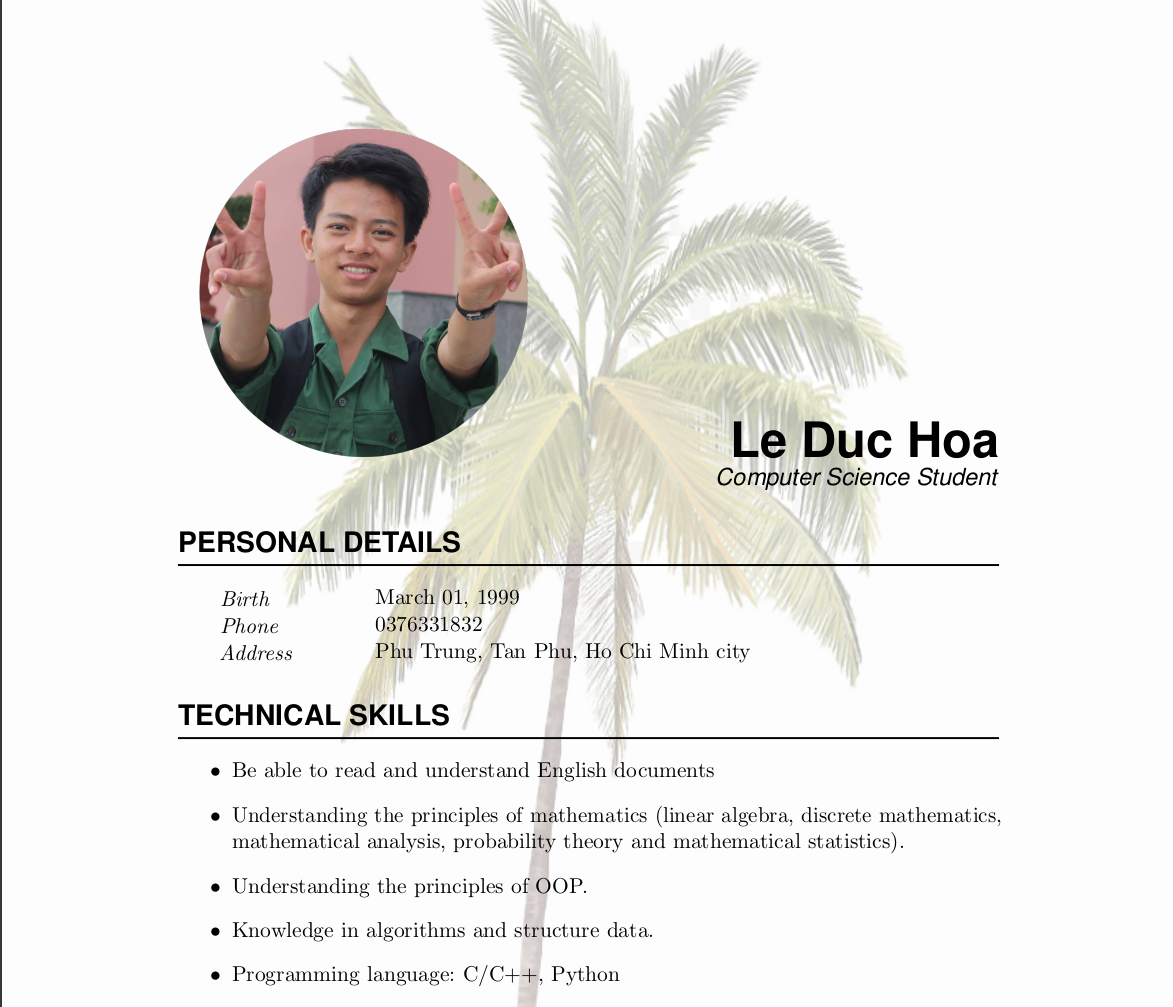 Le Duc Hoa
Computer Science Student
PERSONAL DETAILS
Birth March 01, 1999
Phone 0376331832
Address Phu Trung, Tan Phu, Ho Chi Minh city
TECHNICAL SKILLS
• Be able to read and understand English documents
• Understanding the principles of mathematics (linear algebra, discrete mathematics,
mathematical analysis, probability theory and mathematical statistics).
• Understanding the principles of OOP.
• Knowledge in algorithms and structure data.
• Programming language: C/C++, Python